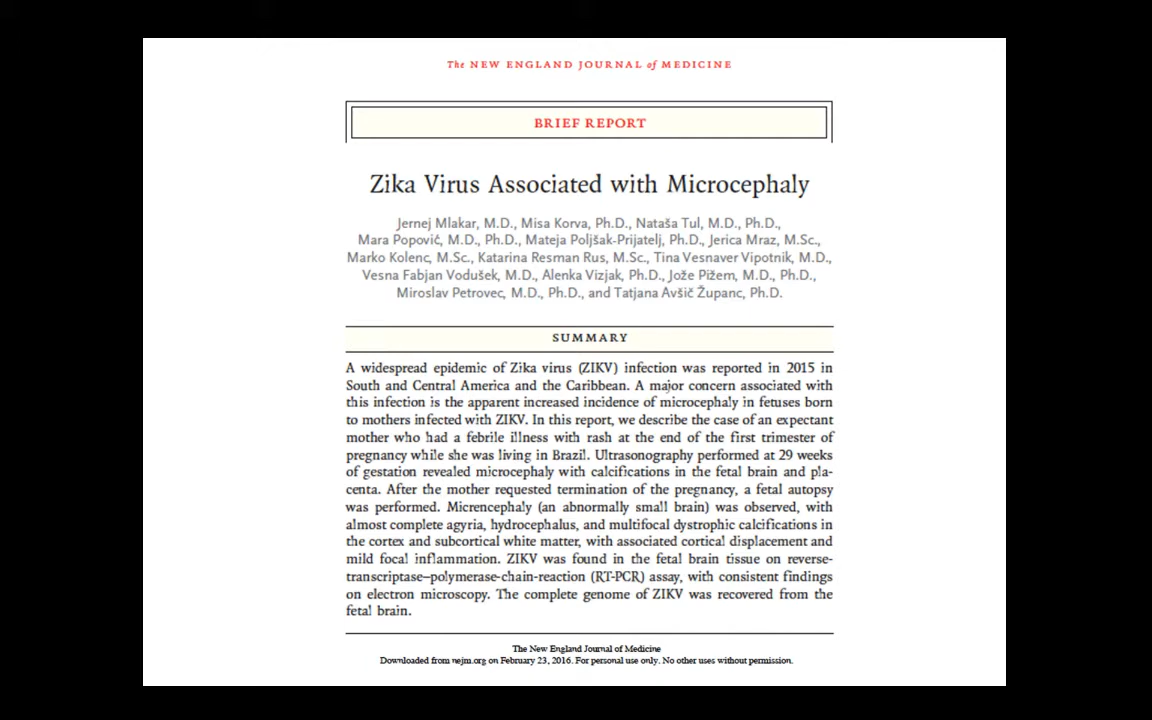 The NEW ENGLAND JOURNAL of MEDICINE
BRIEF REPORT
Zika Virus Associated with Microcephaly
Jernej Mlakar, M.D., Misa Korva, Ph.D., Nataša Tul, M.D., Ph.D.,
Mara Popović, M.D., Ph.D., Mateja Poljšak-Prijatelj, Ph.D., Jerica Mraz, M.Sc.,
Marko Kolenc, M.Sc., Katarina Resman Rus, M.Sc., Tina Vesnaver Vipotnik, M.D.,
Vesna Fabjan Vodušek, M.D., Alenka Vizjak, Ph.D., Jože Pižem, M.D., Ph.D.,
Miroslav Petrovec, M.D., Ph.D., and Tatjana Avšič Županc, Ph.D.
SUMMARY
A widespread epidemic of Zika virus (ZIKV) infection was reported in 2015 in
South and Central America and the Caribbean. A major concern associated with
this infection is the apparent increased incidence of microcephaly in fetuses born
to mothers infected with ZIKV. In this report, we describe the case of an expectant
mother who had a febrile illness with rash at the end of the first trimester of
pregnancy while she was living in Brazil. Ultrasonography performed at 29 weeks
of gestation revealed microcephaly with calcifications in the fetal brain and pla-
centa. After the mother requested termination of the pregnancy, a fetal autopsy
was performed. Micrencephaly (an abnormally small brain) was observed, with
almost complete agyria, hydrocephalus, and multifocal dystrophic calcifications in
the cortex and subcortical white matter, with associated cortical displacement and
mild focal inflammation. ZIKV was found in the fetal brain tissue on reverse-
transcriptase–polymerase-chain-reaction (RT-PCR) assay, with consistent findings
on electron microscopy. The complete genome of ZIKV was recovered from the
fetal brain.
The New England Journal of Medicine
Downloaded from nejm.org on February 23, 2016. For personal use only. No other uses without permission.